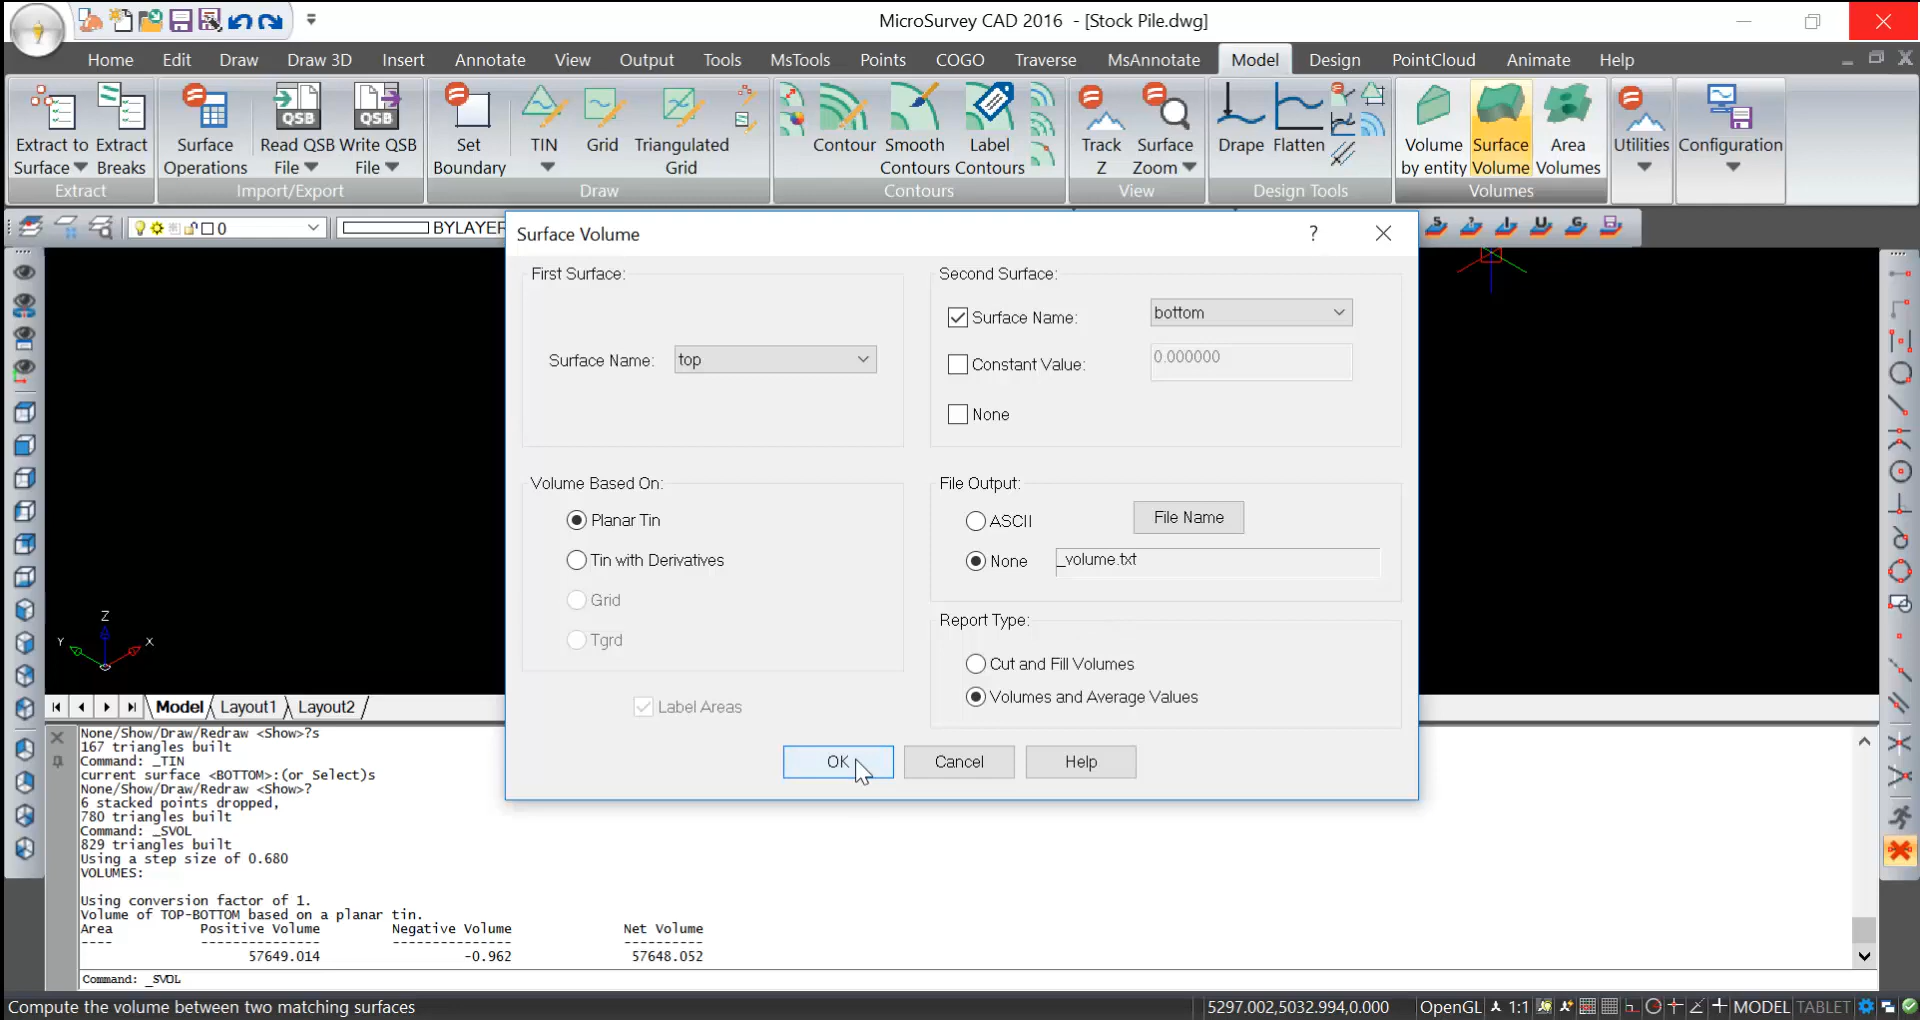 MicroSurvey CAD 2016 - [Stock Pile.dwg]
Home Edit Draw Draw 3D Insert Annotate View Output Tools MsTools Points COGO Traverse MsAnnotate Model Design PointCloud Animate Help
QSB QSB
Extract to Extract Surface Read QSB Write QSB Set TIN Grid Triangulated Contour Smooth Label Track Surface Drape Flatten Volume Surface Area Utilities Configuration
Surface Breaks Operations File File Boundary Grid Contours Contours Z Zoom by entity Volume Volumes
Extract Import/Export Draw Contours View Design Tools Volumes
0 BYLAYER
Surface Volume ?
First Surface:
Surface Name: top
Second Surface:
Surface Name: bottom
Constant Value: 0.000000
None
Volume Based On:
Planar Tin
Tin with Derivatives
Grid
Tgrd
Label Areas
File Output:
ASCII File Name
None _volume.txt
Report Type:
Cut and Fill Volumes
Volumes and Average Values
OK Cancel Help
Z
Y X
Model Layout1 Layout2
None/Show/Draw/Redraw <Show>?s
167 triangles built
Command: _TIN
current surface <BOTTOM>:(or Select)s
None/Show/Draw/Redraw <Show>?
6 stacked points dropped,
780 triangles built
Command: _SVOL
829 triangles built
Using a step size of 0.680
VOLUMES:
Using conversion factor of 1.
Volume of TOP-BOTTOM based on a planar tin.
Area Positive Volume Negative Volume Net Volume
---- --------------- --------------- ----------
57649.014 -0.962 57648.052
Command: _SVOL
Compute the volume between two matching surfaces 5297.002,5032.994,0.000 OpenGL 1:1 MODEL TABLET